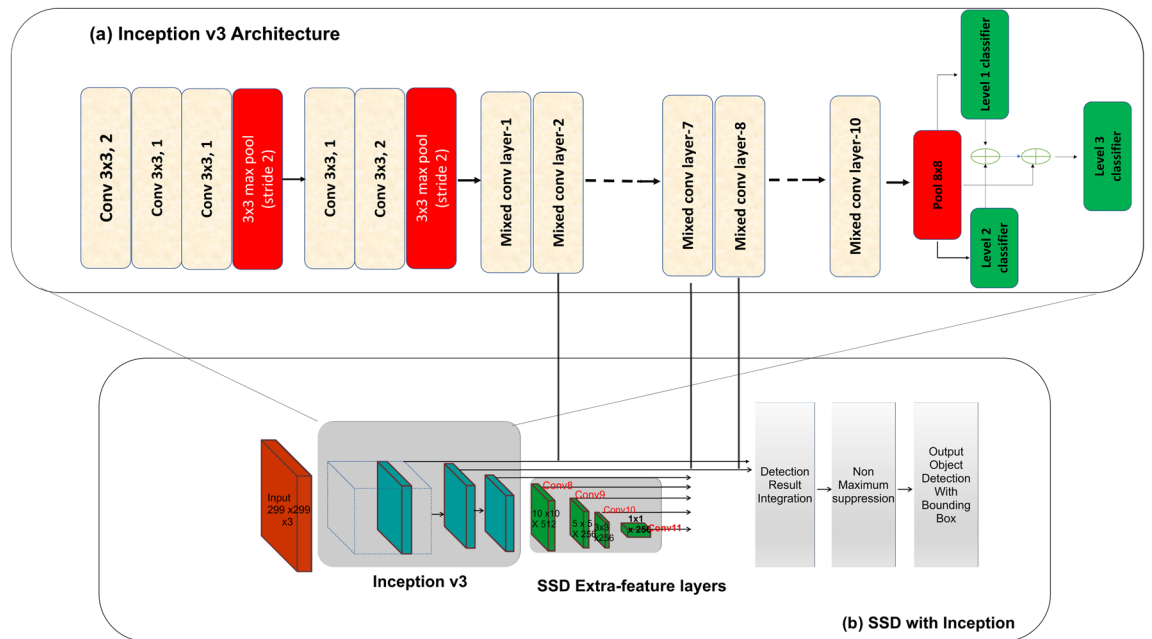 (a) Inception v3 Architecture
Conv 3x3, 2
Conv 3x3, 1
Conv 3x3, 1
3x3 max pool
(stride 2)
Conv 3x3, 1
Conv 3x3, 2
3x3 max pool
(stride 2)
Mixed conv layer-1
Mixed conv layer-2
Mixed conv layer-7
Mixed conv layer-8
Mixed conv layer-10
Pool 8x8
Level 1 classifier
Level 2
classifier
Level 3
classifier
Input
299 x299
x3
Inception v3
Conv8
Conv9
Conv10
Conv11
10 x10
X 512
5 x 5
X 256
3x3
x256
1x1
x 256
SSD Extra-feature layers
Detection
Result
Integration
Non
Maximum
suppression
Output
Object
Detection
With
Bounding
Box
(b) SSD with Inception